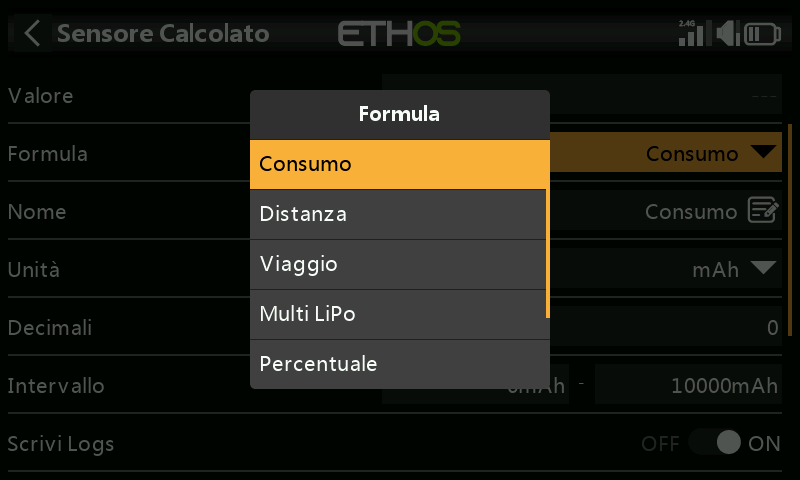 Sensore Calcolato
ETHOS
2.4G
Valore
---
Formula
Formula
Consumo
Consumo
Distanza
Nome
Consumo
Viaggio
Unità
mAh
Multi LiPo
Decimali
0
Percentuale
Intervallo
-
10000mAh
Scrivi Logs
OFF
ON